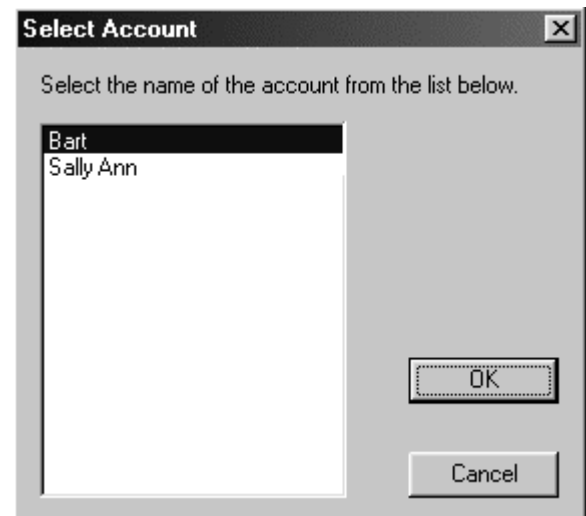 Select Account
Select the name of the account from the list below.
Bart
Sally Ann
OK
Cancel